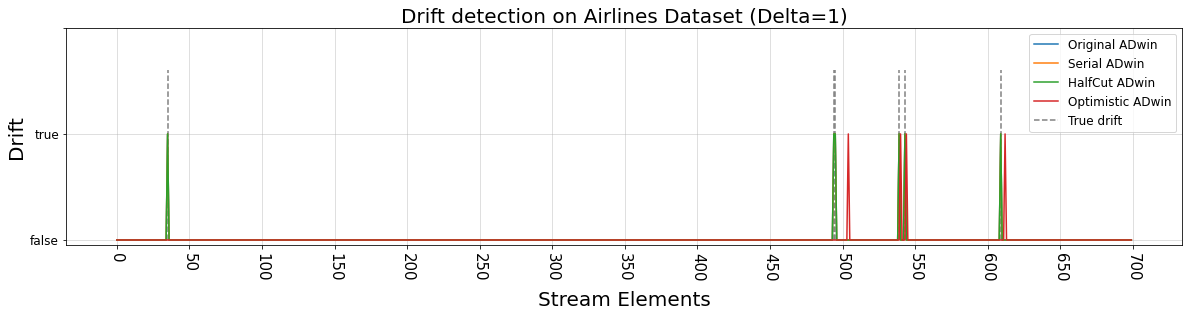 Drift detection on Airlines Dataset (Delta=1)
Original ADwin
Serial ADwin
HalfCut ADwin
Optimistic ADwin
True drift
Drift
true
false
0
50
100
150
200
250
300
350
400
450
500
550
600
650
700
Stream Elements